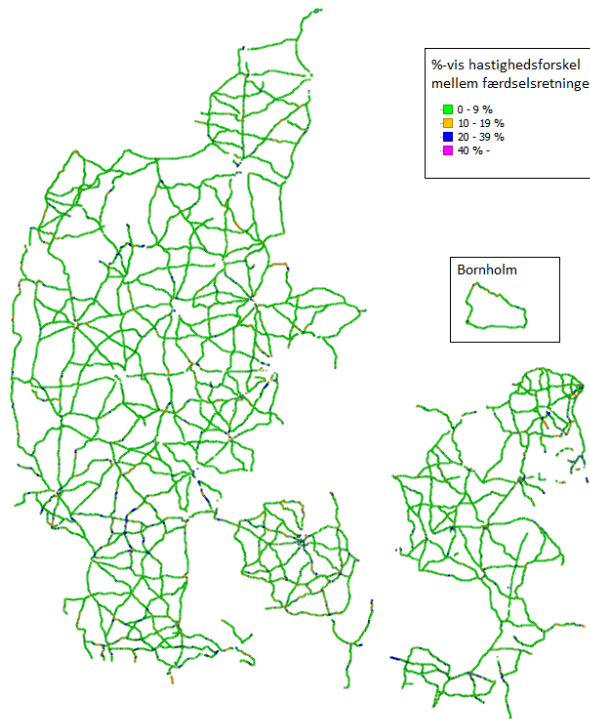 %-vis hastighedsforskel
mellem færdselsretninge
0 - 9 %
10 - 19 %
20 - 39 %
40 % -
Bornholm